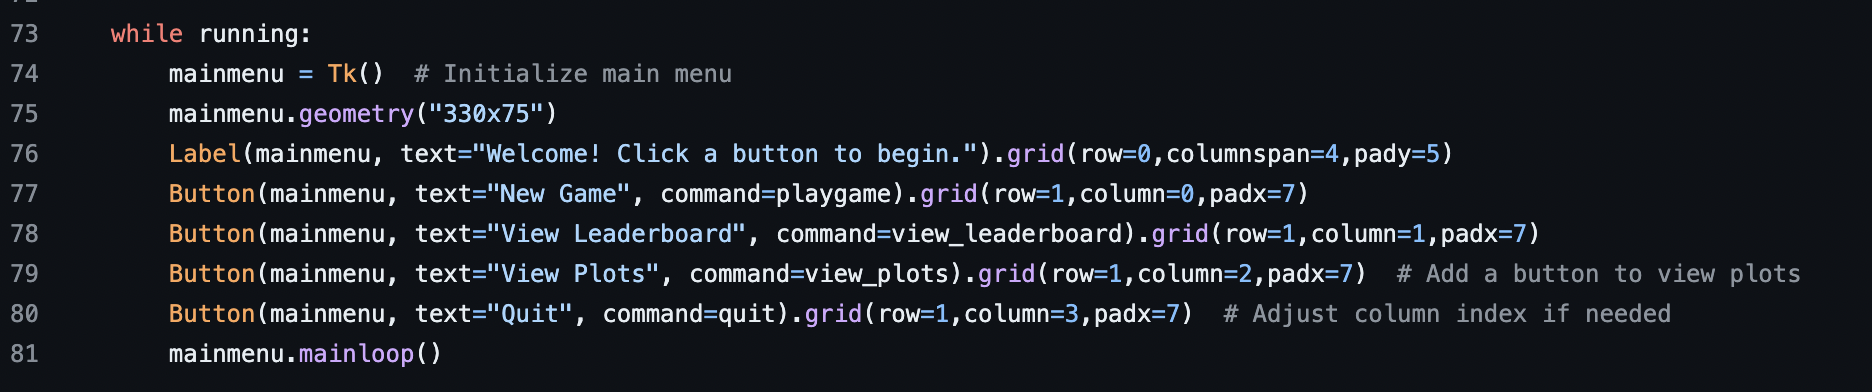 73 while running:
74 mainmenu = Tk() # Initialize main menu
75 mainmenu.geometry("330x75")
76 Label(mainmenu, text="Welcome! Click a button to begin.").grid(row=0,columnspan=4,pady=5)
77 Button(mainmenu, text="New Game", command=playgame).grid(row=1,column=0,padx=7)
78 Button(mainmenu, text="View Leaderboard", command=view_leaderboard).grid(row=1,column=1,padx=7)
79 Button(mainmenu, text="View Plots", command=view_plots).grid(row=1,column=2,padx=7) # Add a button to view plots
80 Button(mainmenu, text="Quit", command=quit).grid(row=1,column=3,padx=7) # Adjust column index if needed
81 mainmenu.mainloop()